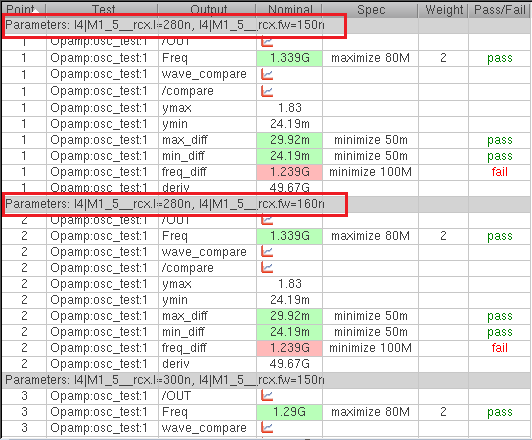 Point Test Output Nominal Spec Weight Pass/Fail
Parameters: I4|M1_5__rcx.l=280n, I4|M1_5__rcx.fw=150n
1 Opamp:osc_test:1 /OUT
1 Opamp:osc_test:1 Freq 1.339G maximize 80M 2 pass
1 Opamp:osc_test:1 wave_compare
1 Opamp:osc_test:1 /compare
1 Opamp:osc_test:1 ymax 1.83
1 Opamp:osc_test:1 ymin 24.19m
1 Opamp:osc_test:1 max_diff 29.92m minimize 50m pass
1 Opamp:osc_test:1 min_diff 24.19m minimize 50m pass
1 Opamp:osc_test:1 freq_diff 1.239G minimize 100M fail
1 Opamp:osc_test:1 deriv 49.67G
Parameters: I4|M1_5__rcx.l=280n, I4|M1_5__rcx.fw=160n
2 Opamp:osc_test:1 /OUT
2 Opamp:osc_test:1 Freq 1.339G maximize 80M 2 pass
2 Opamp:osc_test:1 wave_compare
2 Opamp:osc_test:1 /compare
2 Opamp:osc_test:1 ymax 1.83
2 Opamp:osc_test:1 ymin 24.19m
2 Opamp:osc_test:1 max_diff 29.92m minimize 50m pass
2 Opamp:osc_test:1 min_diff 24.19m minimize 50m pass
2 Opamp:osc_test:1 freq_diff 1.239G minimize 100M fail
2 Opamp:osc_test:1 deriv 49.67G
Parameters: I4|M1_5__rcx.l=300n, I4|M1_5__rcx.fw=150n
3 Opamp:osc_test:1 /OUT
3 Opamp:osc_test:1 Freq 1.29G maximize 80M 2 pass
3 Opamp:osc_test:1 wave_compare